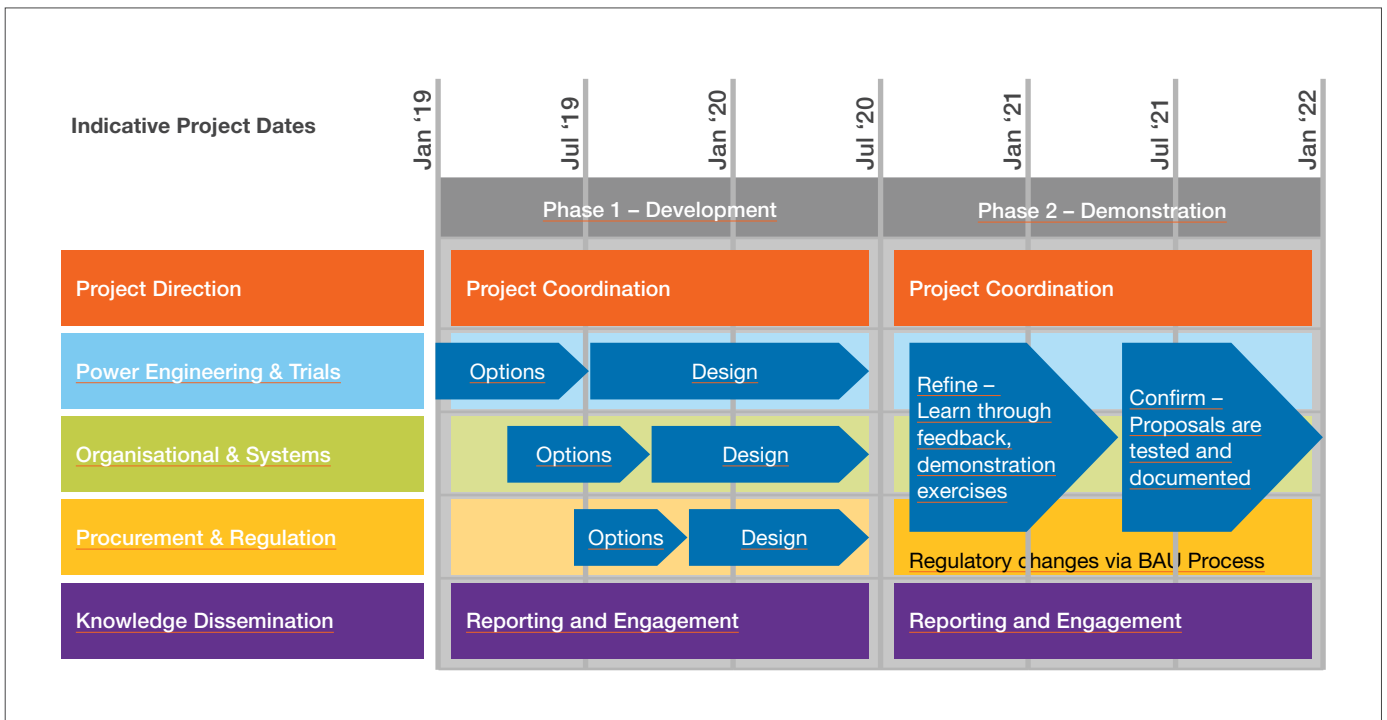 Indicative Project Dates
Jan ‘19
Jul ‘19
Jan ‘20
Jul ‘20
Jan ‘21
Jul ‘21
Jan ‘22
Phase 1 – Development
Phase 2 – Demonstration
Project Direction
Project Coordination
Project Coordination
Power Engineering & Trials
Options
Design
Refine –
Learn through
feedback,
demonstration
exercises
Confirm –
Proposals are
tested and
documented
Organisational & Systems
Options
Design
Procurement & Regulation
Options
Design
Regulatory changes via BAU Process
Knowledge Dissemination
Reporting and Engagement
Reporting and Engagement